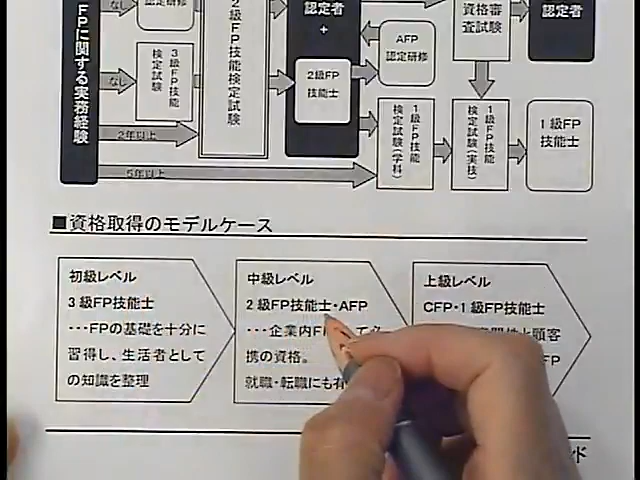 FPに関する実務経験
なし
認定研修
なし
3級FP技能検定試験
2年以上
5年以上
2級FP技能検定試験
認定者
+
2級FP
技能士
AFP
認定研修
1級FP技能検定試験(学科)
資格審
査試験
1級FP技能検定試験(実技)
認定者
1級FP
技能士
■資格取得のモデルケース
初級レベル
3級FP技能士
…FPの基礎を十分に
習得し、生活者として
の知識を整理
中級レベル
2級FP技能士・AFP
…企業内F
携の資格。
就職・転職にも有
上級レベル
CFP・1級FP技能士
と顧客
FP
ド